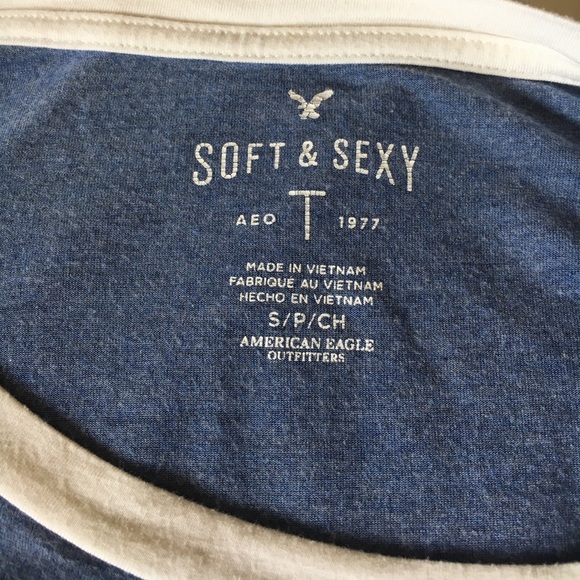 SOFT & SEXY
AEO T 1977
MADE IN VIETNAM
FABRIQUE AU VIETNAM
HECHO EN VIETNAM
S/P/CH
AMERICAN EAGLE
OUTFITTERS